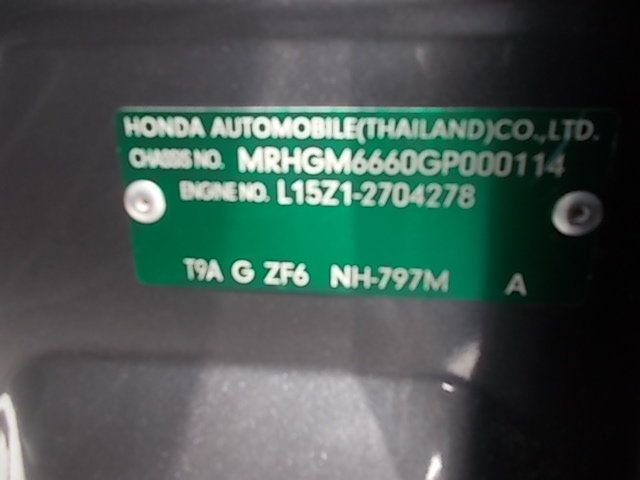 HONDA AUTOMOBILE(THAILAND)CO.,LTD.
CHASSIS NO. MRHGM6660GP000114
ENGINE NO. L15Z1-2704278
T9A G ZF6 NH-797M A